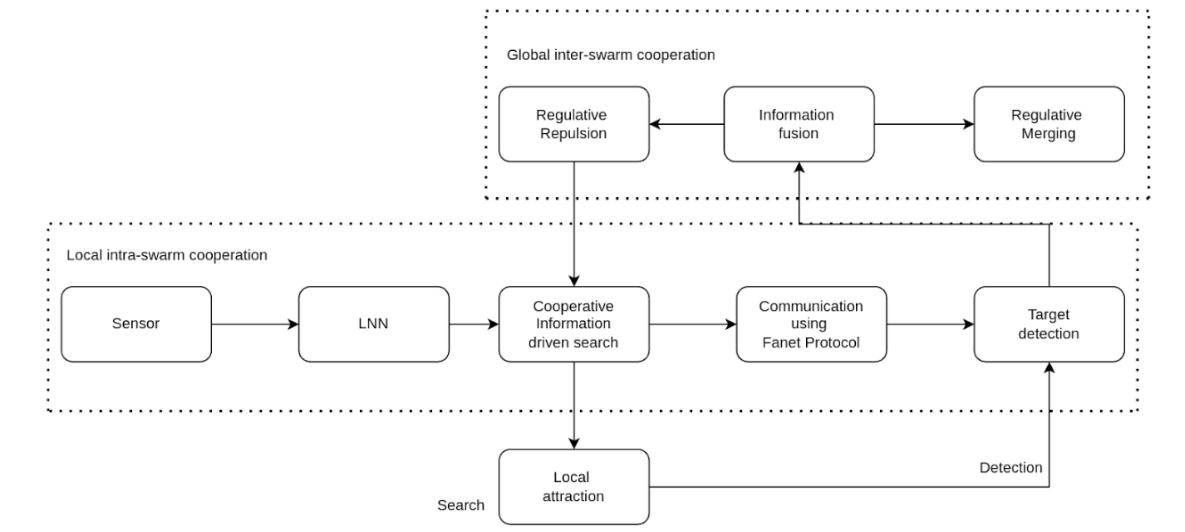 Global inter-swarm cooperation
Regulative
Repulsion
Information
fusion
Regulative
Merging
Local intra-swarm cooperation
Sensor
LNN
Cooperative
Information
driven search
Communication
using
Fanet Protocol
Target
detection
Local
attraction
Search
Detection